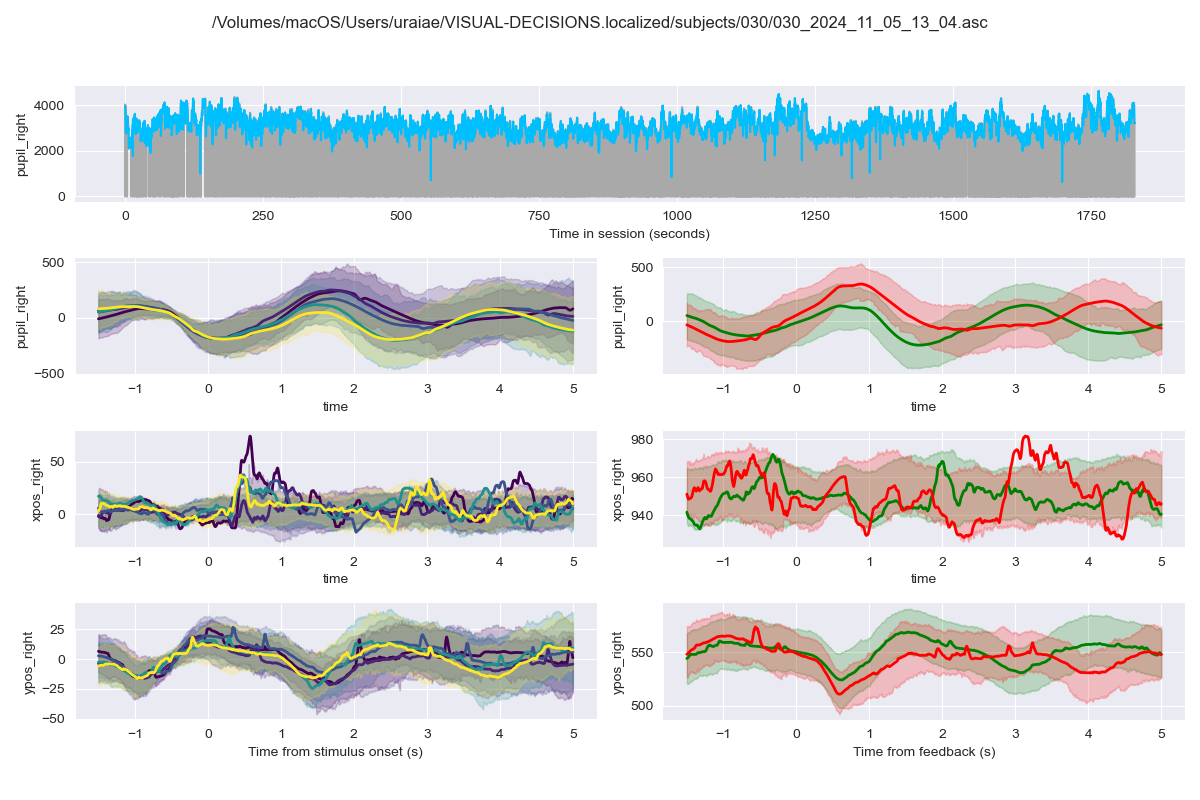 /Volumes/macOS/Users/uraiae/VISUAL-DECISIONS.localized/subjects/030/030_2024_11_05_13_04.asc
pupil_right
4000
2000
0
0 250 500 750 1000 1250 1500 1750
Time in session (seconds)
pupil_right
500
0
−500
−1 0 1 2 3 4 5
time
pupil_right
500
0
−1 0 1 2 3 4 5
time
xpos_right
50
0
−1 0 1 2 3 4 5
time
xpos_right
980
960
940
−1 0 1 2 3 4 5
time
ypos_right
25
0
−25
−50
−1 0 1 2 3 4 5
Time from stimulus onset (s)
ypos_right
550
500
−1 0 1 2 3 4 5
Time from feedback (s)